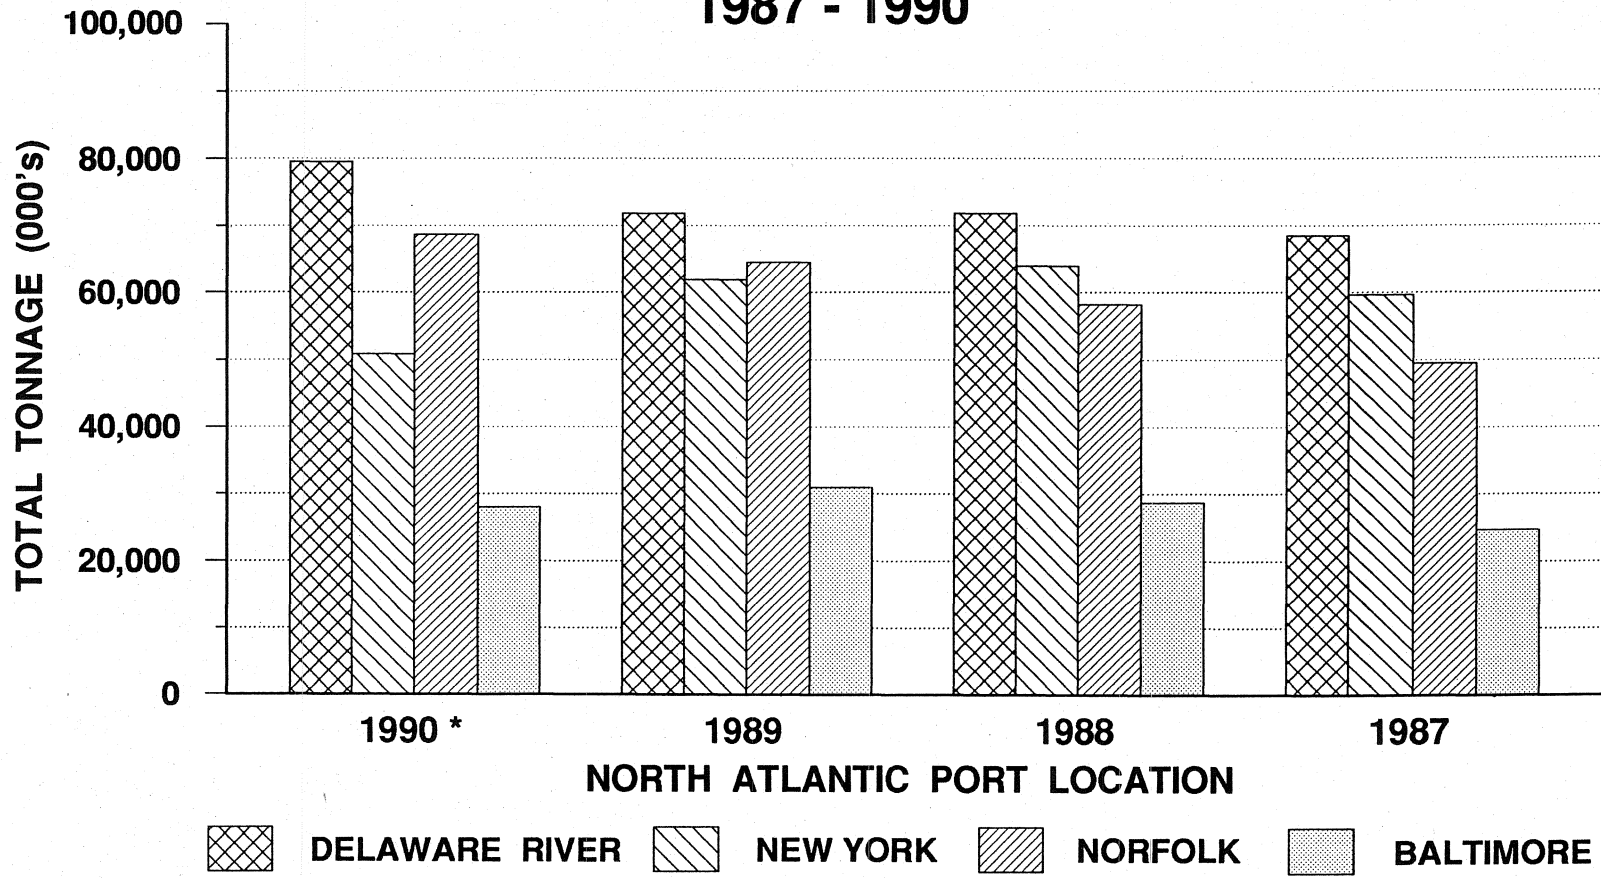 1987 - 1990
100,000
80,000
60,000
40,000
20,000
0
TOTAL TONNAGE (000's)
1990 * 1989 1988 1987
NORTH ATLANTIC PORT LOCATION
DELAWARE RIVER NEW YORK NORFOLK BALTIMORE